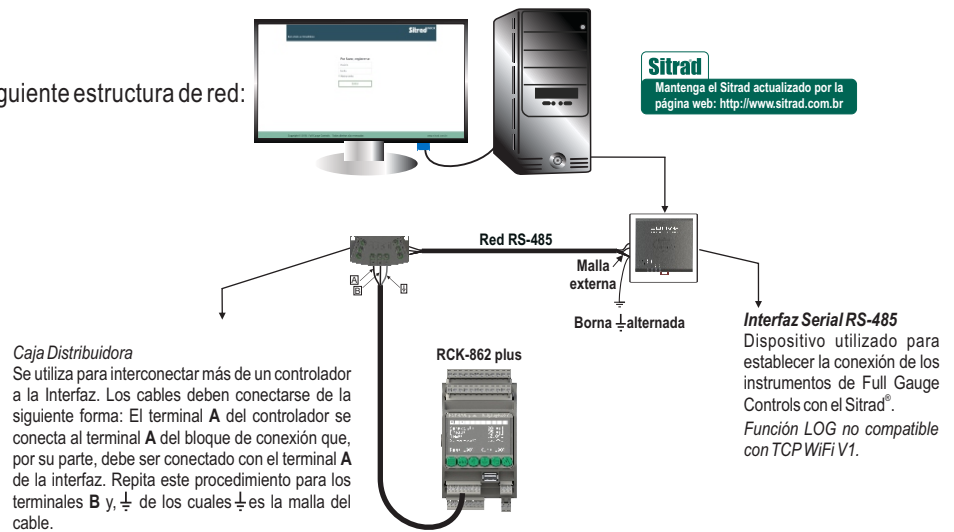 Sitrad
Por favor, regístrese
Sitrad
Mantenga el Sitrad actualizado por la
página web: http://www.sitrad.com.br
guiente estructura de red:
Red RS-485
Malla
externa
A
B
⏚
Borna ⏚ alternada
Interfaz Serial RS-485
Dispositivo utilizado para
establecer la conexión de los
instrumentos de Full Gauge
Controls con el Sitrad®.
Función LOG no compatible
con TCP WiFi V1.
Caja Distribuidora
Se utiliza para interconectar más de un controlador
a la Interfaz. Los cables deben conectarse de la
siguiente forma: El terminal A del controlador se
conecta al terminal A del bloque de conexión que,
por su parte, debe ser conectado con el terminal A
de la interfaz. Repita este procedimiento para los
terminales B y, ⏚ de los cuales ⏚ es la malla del
cable.
RCK-862 plus